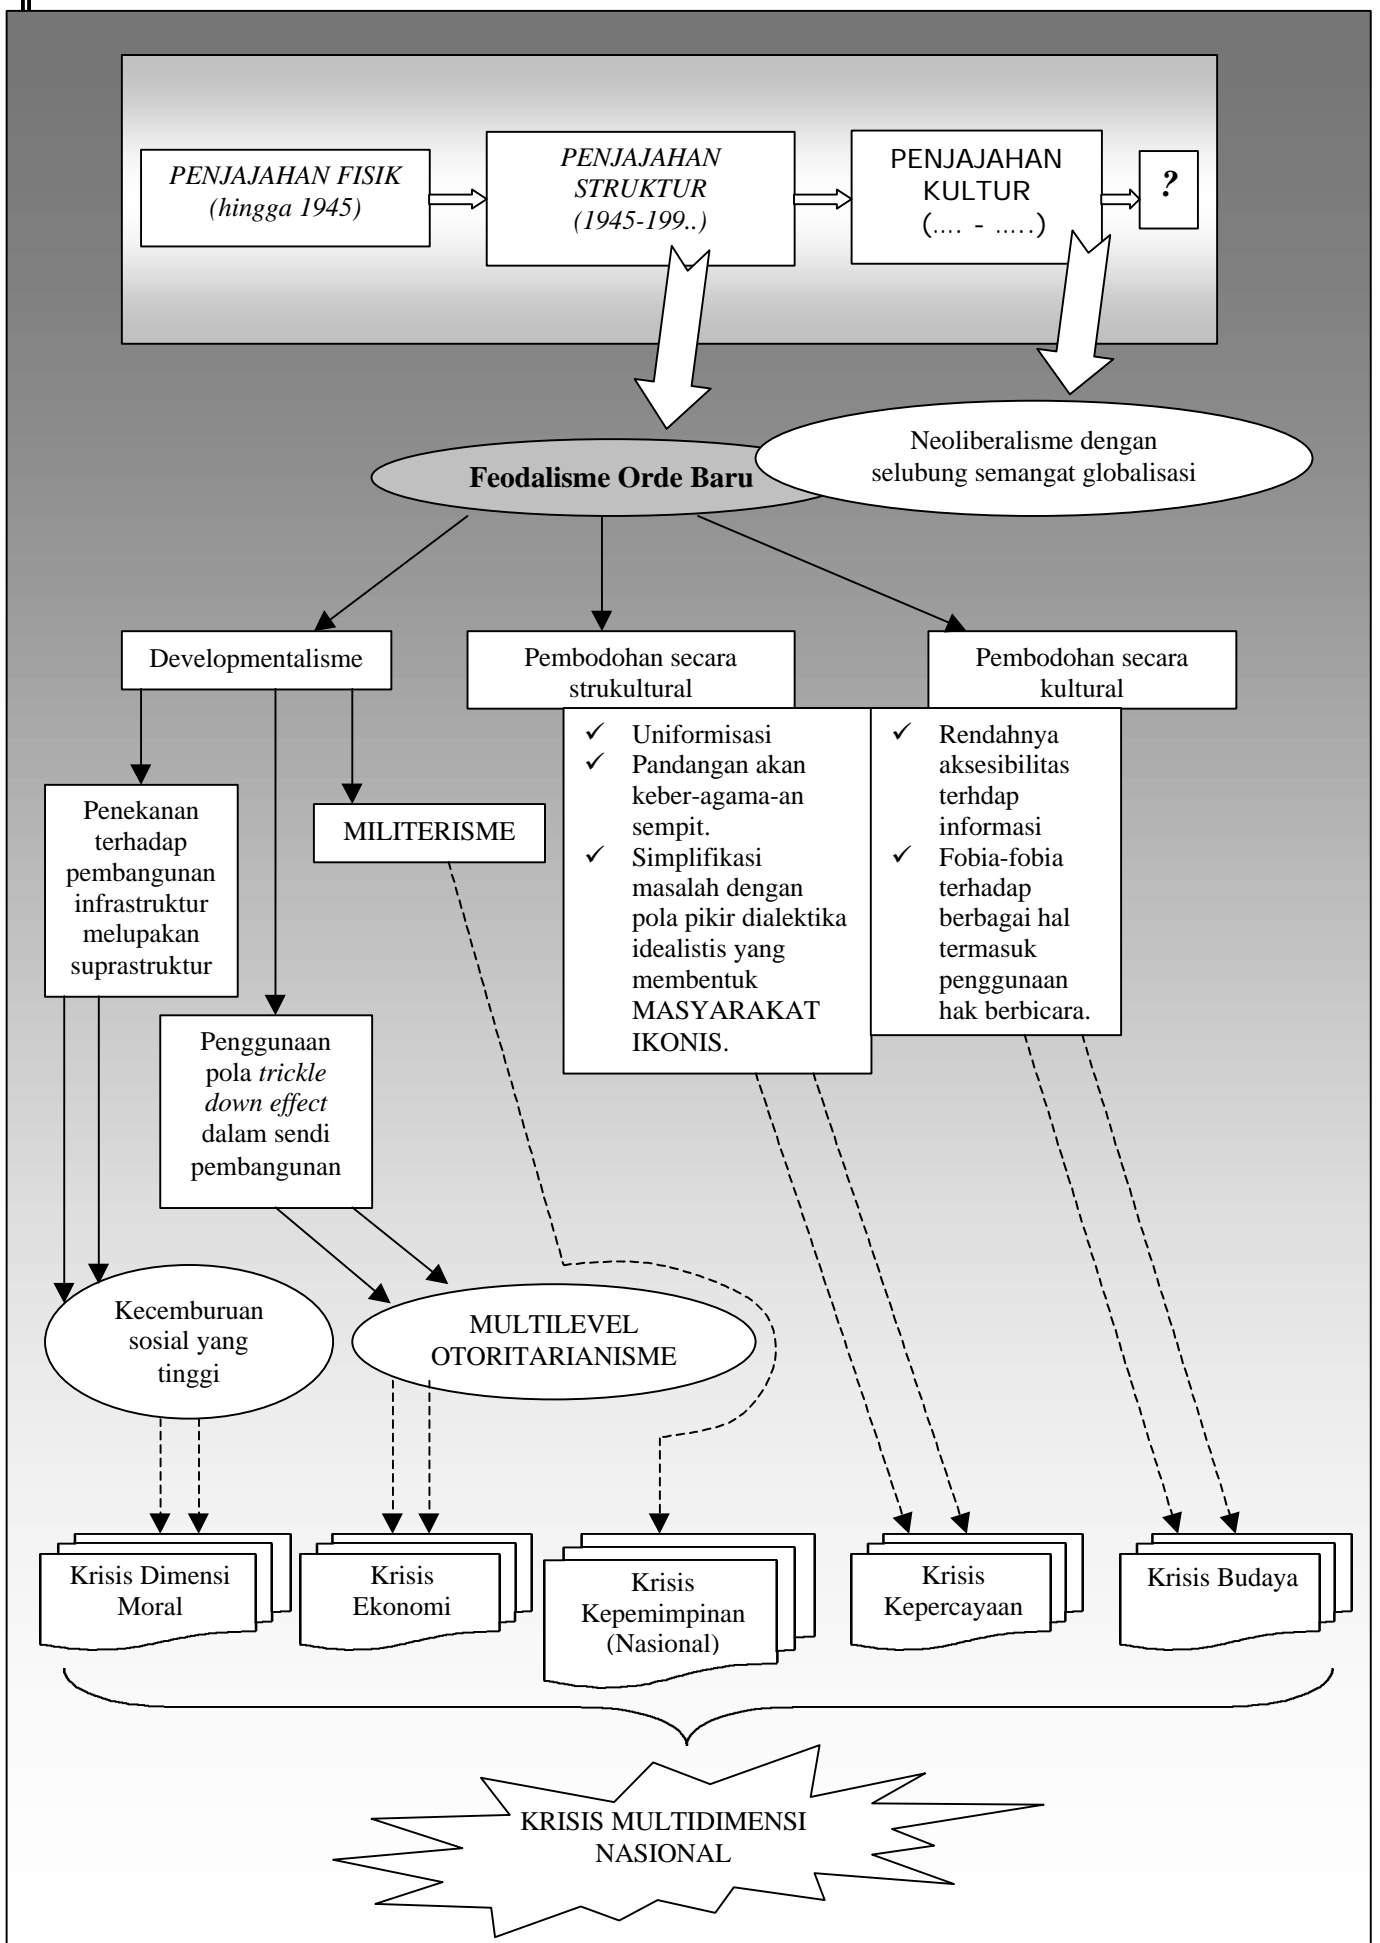 PENJAJAHAN FISIK
(hingga 1945)
PENJAJAHAN
STRUKTUR
(1945-199..)
PENJAJAHAN
KULTUR
(.... - .....)
?
Feodalisme Orde Baru
Neoliberalisme dengan
selubung semangat globalisasi
Developmentalisme
Pembodohan secara
strukultural
Pembodohan secara
kultural
Penekanan
terhadap
pembangunan
infrastruktur
melupakan
suprastruktur
MILITERISME
✓ Uniformisasi
✓ Pandangan akan
keber-agama-an
sempit.
✓ Simplifikasi
masalah dengan
pola pikir dialektika
idealistis yang
membentuk
MASYARAKAT
IKONIS.
✓ Rendahnya
aksesibilitas
terhdap
informasi
✓ Fobia-fobia
terhadap
berbagai hal
termasuk
penggunaan
hak berbicara.
Penggunaan
pola trickle
down effect
dalam sendi
pembangunan
Kecemburuan
sosial yang
tinggi
MULTILEVEL
OTORITARIANISME
Krisis Dimensi
Moral
Krisis
Ekonomi
Krisis
Kepemimpinan
(Nasional)
Krisis
Kepercayaan
Krisis Budaya
KRISIS MULTIDIMENSI
NASIONAL